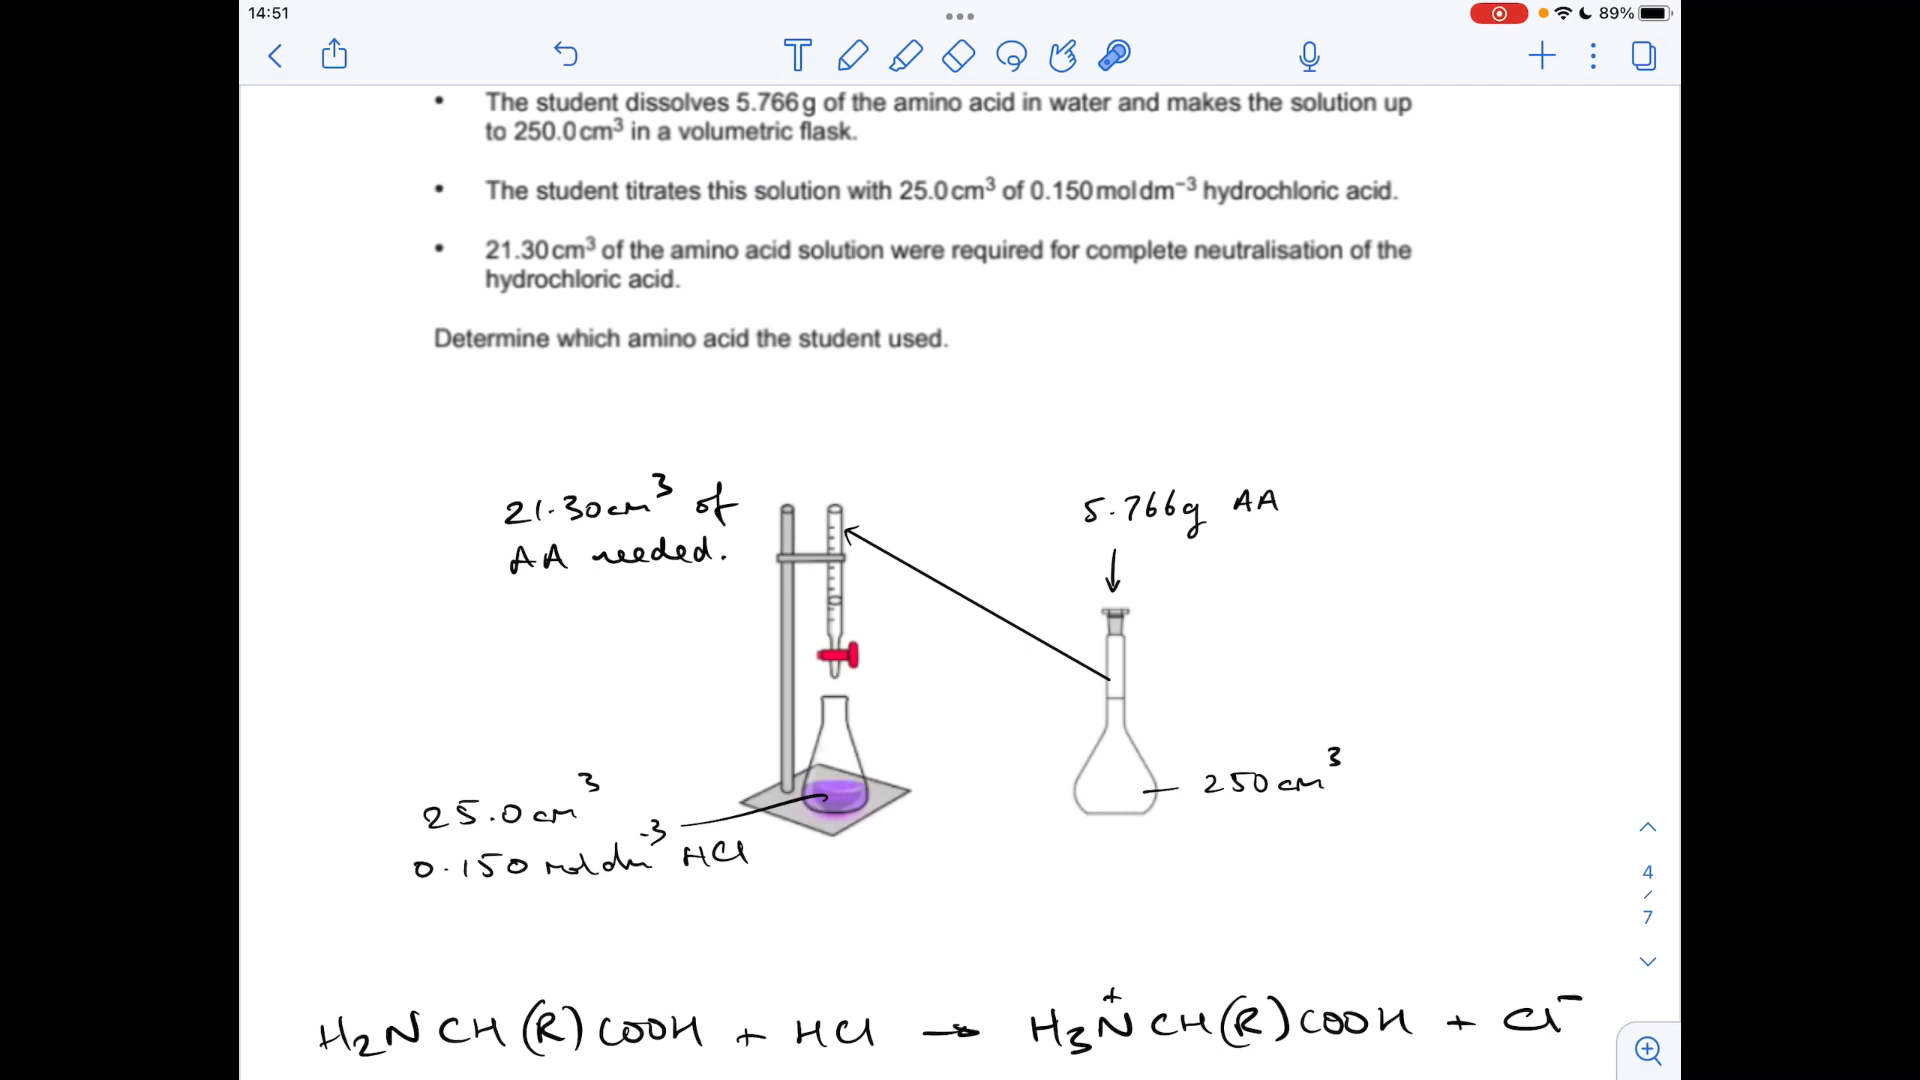 14:51
89%
T
• The student dissolves 5.766 g of the amino acid in water and makes the solution up
to 250.0 cm³ in a volumetric flask.
• The student titrates this solution with 25.0 cm³ of 0.150 mol dm⁻³ hydrochloric acid.
• 21.30 cm³ of the amino acid solution were required for complete neutralisation of the
hydrochloric acid.
Determine which amino acid the student used.
21.30cm³ of
AA needed.
5.766g AA
25.0 cm³
0.150 mol dm⁻³ HCl
250 cm³
4
/
7
H₂NCH(R)COOH + HCl → H₃N⁺CH(R)COOH + Cl⁻